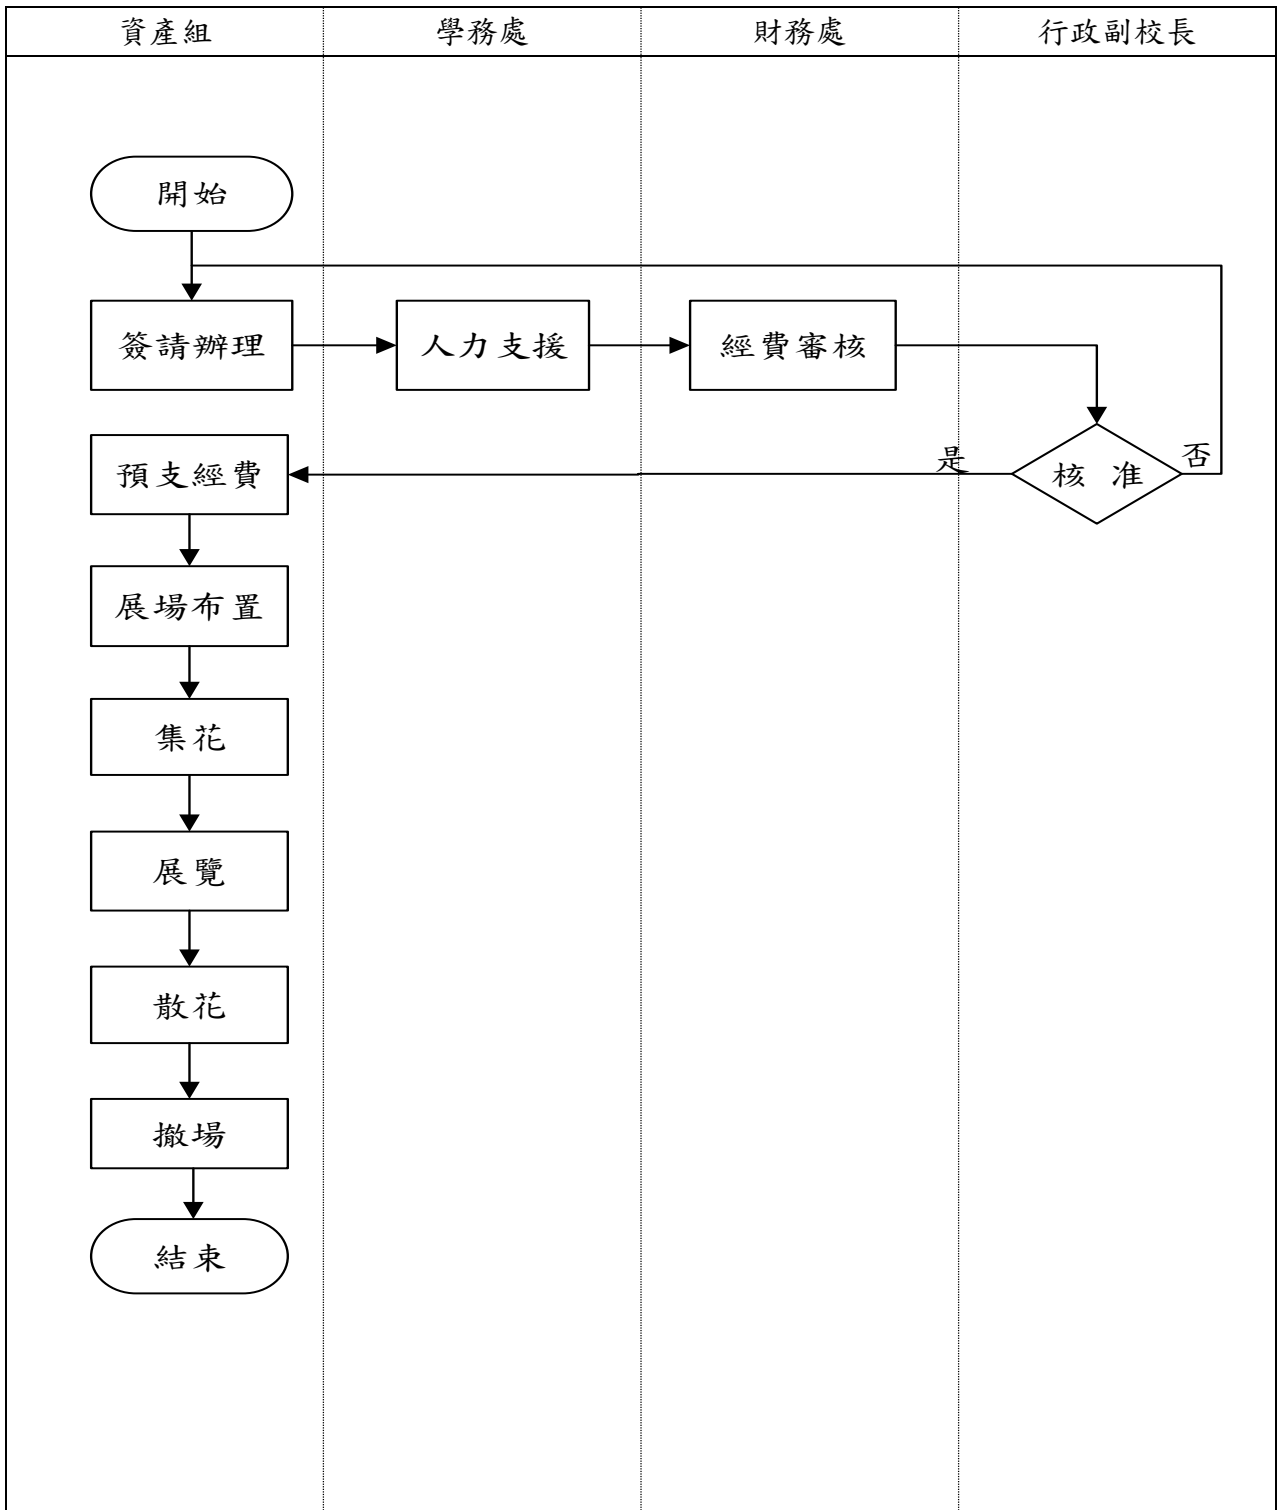 資產組
學務處
財務處
行政副校長
開始
簽請辦理
人力支援
經費審核
預支經費
是
核 准
否
展場布置
集花
展覽
散花
撤場
結束